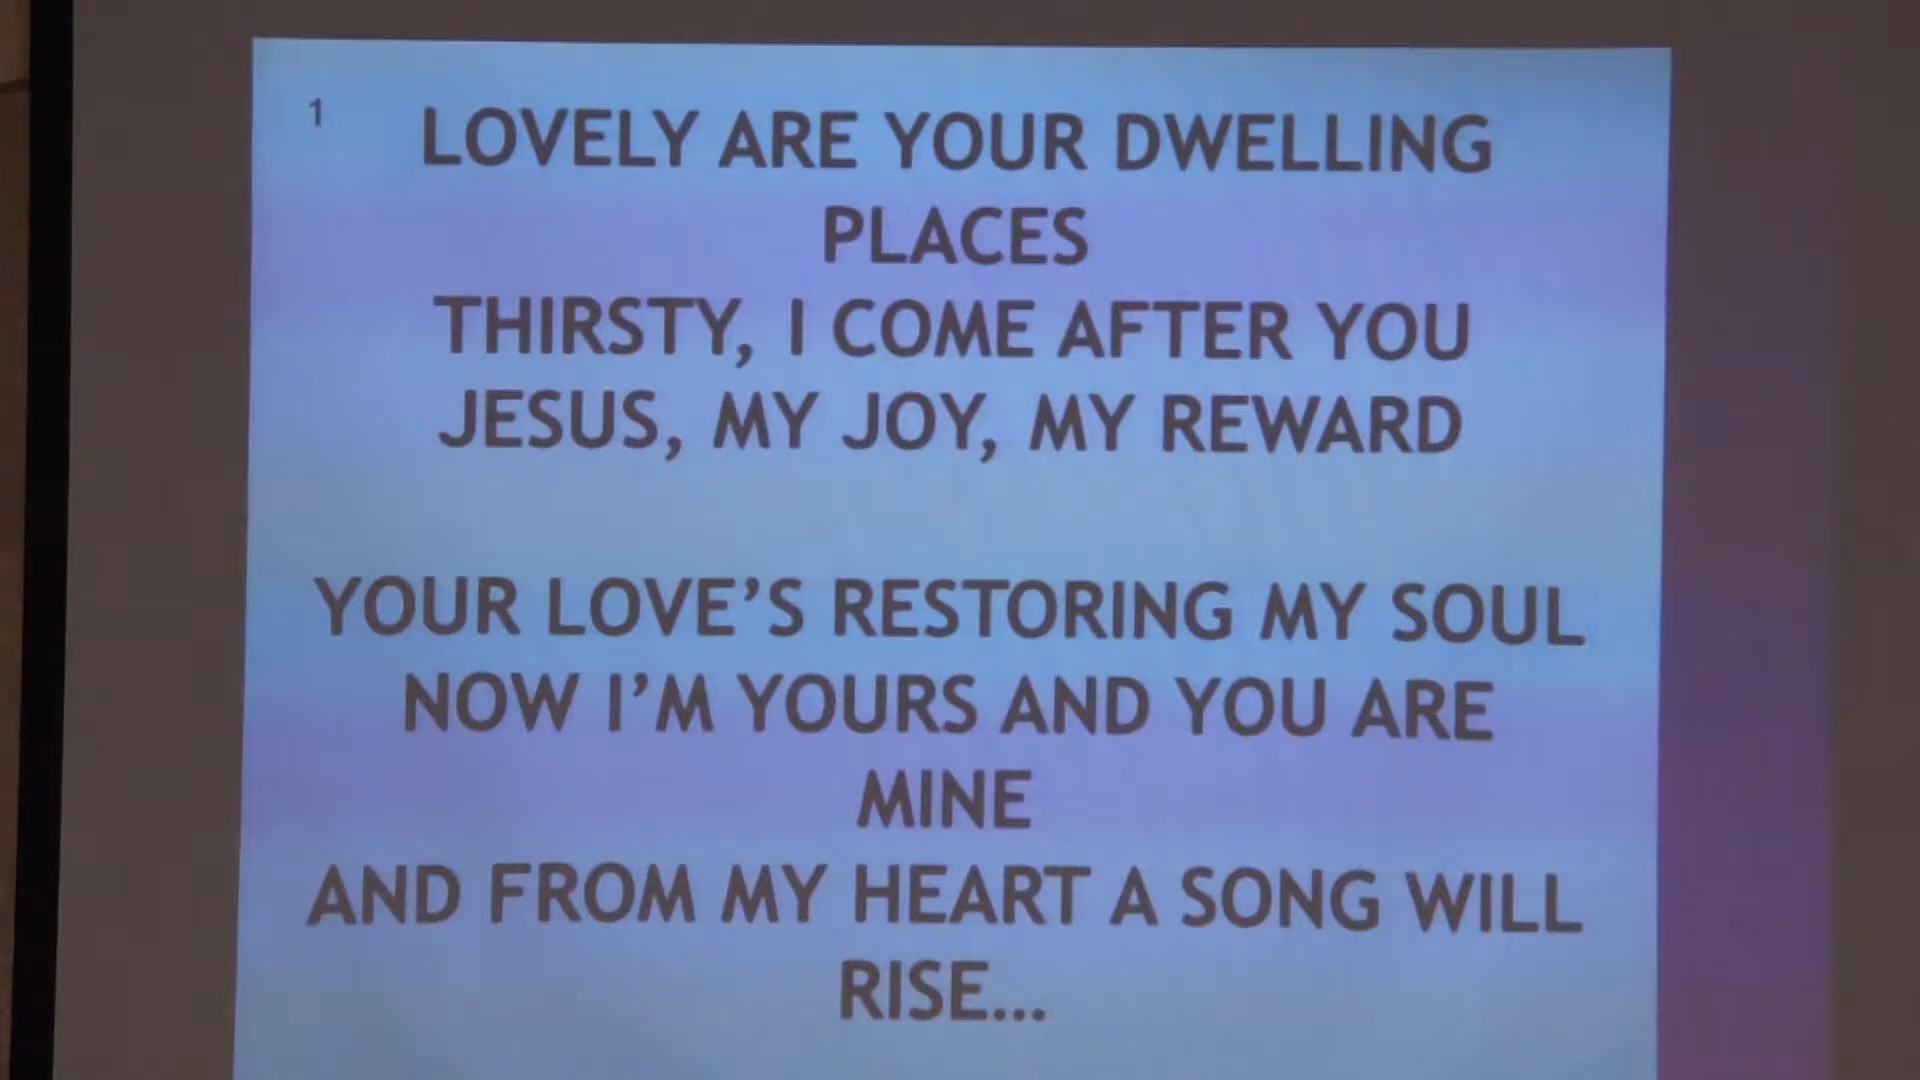 1
LOVELY ARE YOUR DWELLING
PLACES
THIRSTY, I COME AFTER YOU
JESUS, MY JOY, MY REWARD
YOUR LOVE’S RESTORING MY SOUL
NOW I’M YOURS AND YOU ARE
MINE
AND FROM MY HEART A SONG WILL
RISE...